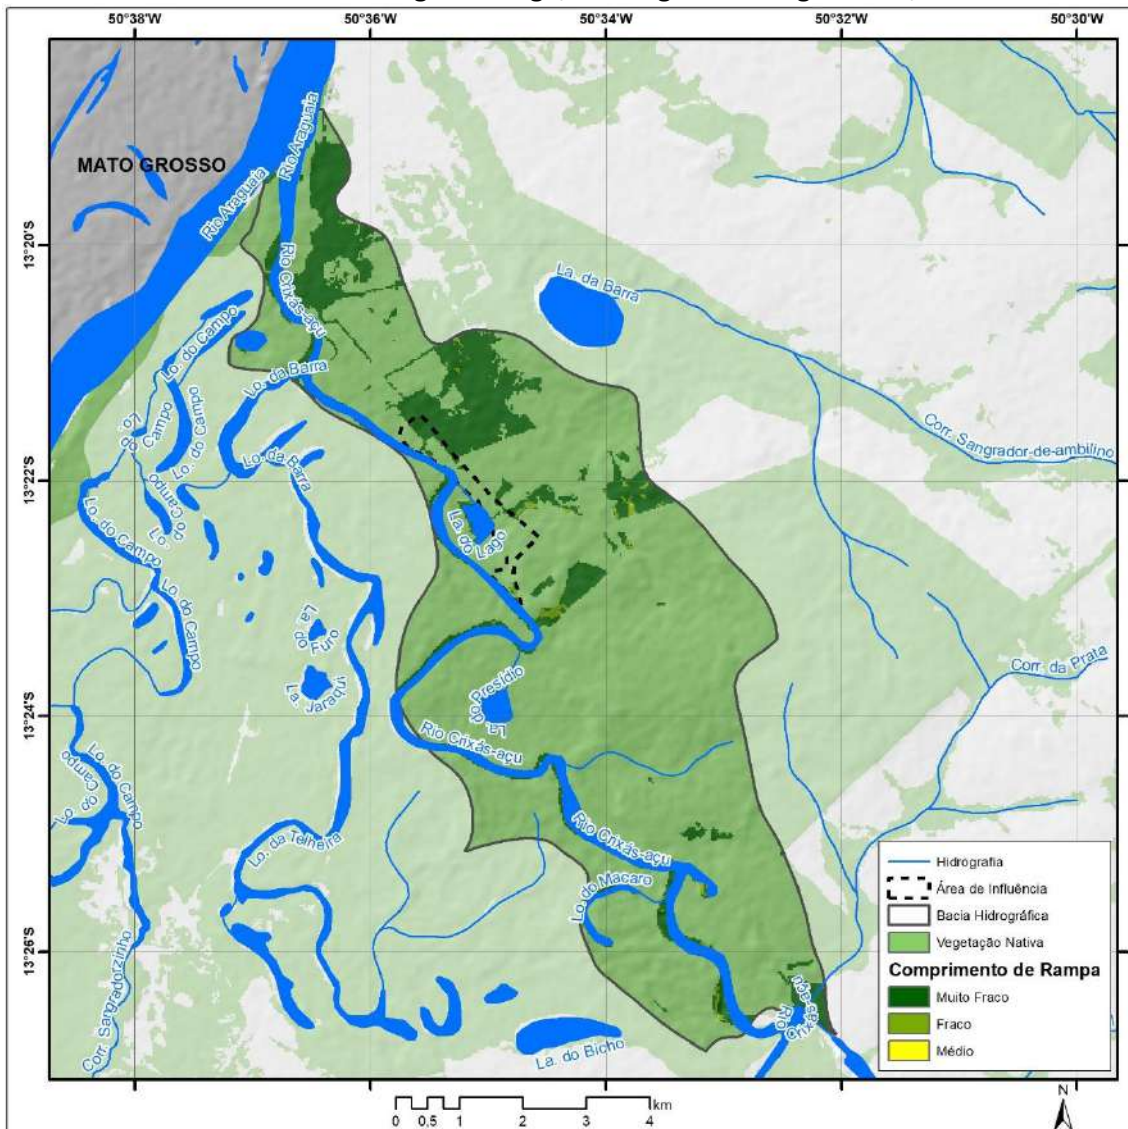 50°38'W 50°36'W 50°34'W 50°32'W 50°30'W
MATO GROSSO
Rio Araguaia
Rio Araguaia
13°20'S
Rio Crixás-açu
La. da Barra
Lo. do Campo
Lo. da Barra
Lo. do Campo
Lo. do Campo
Corr. Sangrador-de-ambilino
Lo. da Barra
13°22'S
Lo. do Campo
Lo. do Campo
La. do Lago
Lo. do Campo
La. do Furo
La. Jaraqui
Corr. da Prata
La. do Presídio
13°24'S
Rio Crixás-açu
Lo. do Campo
Lo. do Campo
Lo. da Telheira
Rio Crixás-açu
Lo. do Macaro
13°26'S
Corr. Sangradorzinho
Rio Crixás-açu
La. do Bicho
Hidrografia
Área de Influência
Bacia Hidrográfica
Vegetação Nativa
Comprimento de Rampa
Muito Fraco
Fraco
Médio
km
0 0,5 1 2 3 4
N